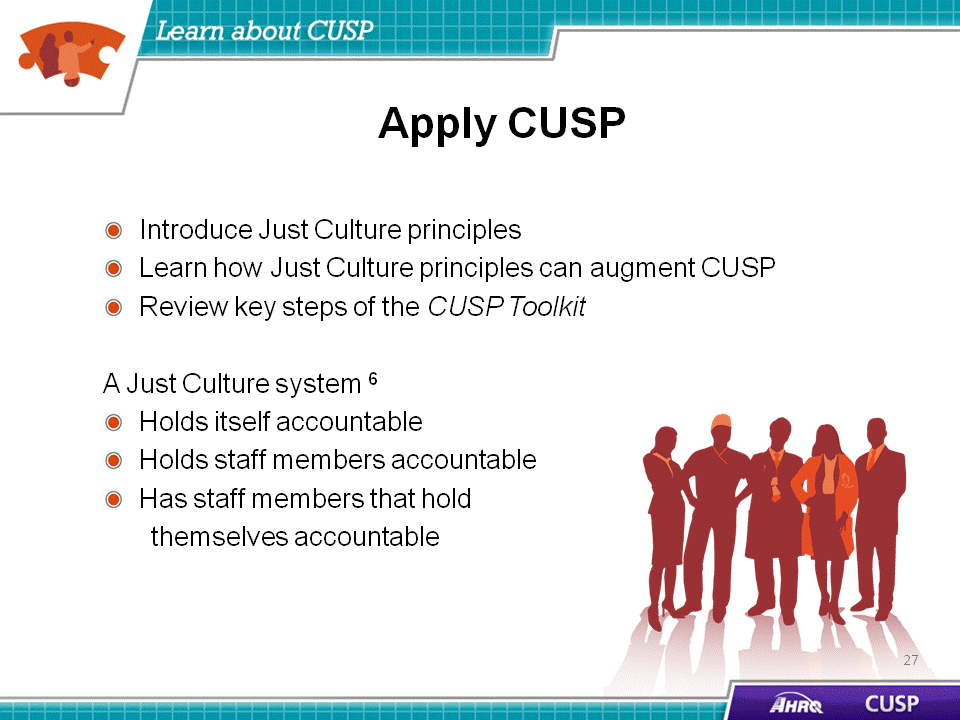 Learn about CUSP
Apply CUSP
Introduce Just Culture principles
Learn how Just Culture principles can augment CUSP
Review key steps of the CUSP Toolkit
A Just Culture system 6
Holds itself accountable
Holds staff members accountable
Has staff members that hold
themselves accountable
27
AHRQ CUSP